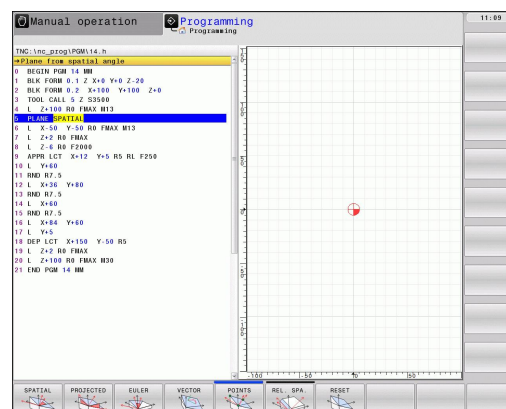 Manual operation
Programming
Programming
11:09
TNC:\nc_prog\PGM\14.h
→Plane from spatial angle
0 BEGIN PGM 14 MM
1 BLK FORM 0.1 Z X+0 Y+0 Z-20
2 BLK FORM 0.2 X+100 Y+100 Z+0
3 TOOL CALL 5 Z S3500
4 L Z+100 R0 FMAX M13
5 PLANE SPATIAL
6 L X-50 Y-50 R0 FMAX M13
7 L Z+2 R0 FMAX
8 L Z-6 R0 F2000
9 APPR LCT X+12 Y+5 R5 RL F250
10 L Y+60
11 RND R7.5
12 L X+36 Y+80
13 RND R7.5
14 L X+60
15 RND R7.5
16 L X+84 Y+60
17 L Y+5
18 DEP LCT X+150 Y-50 R5
19 L Z+2 R0 FMAX
20 L Z+100 R0 FMAX M30
21 END PGM 14 MM
-100 -50 0 50
SPATIAL PROJECTED EULER VECTOR POINTS REL. SPA. RESET